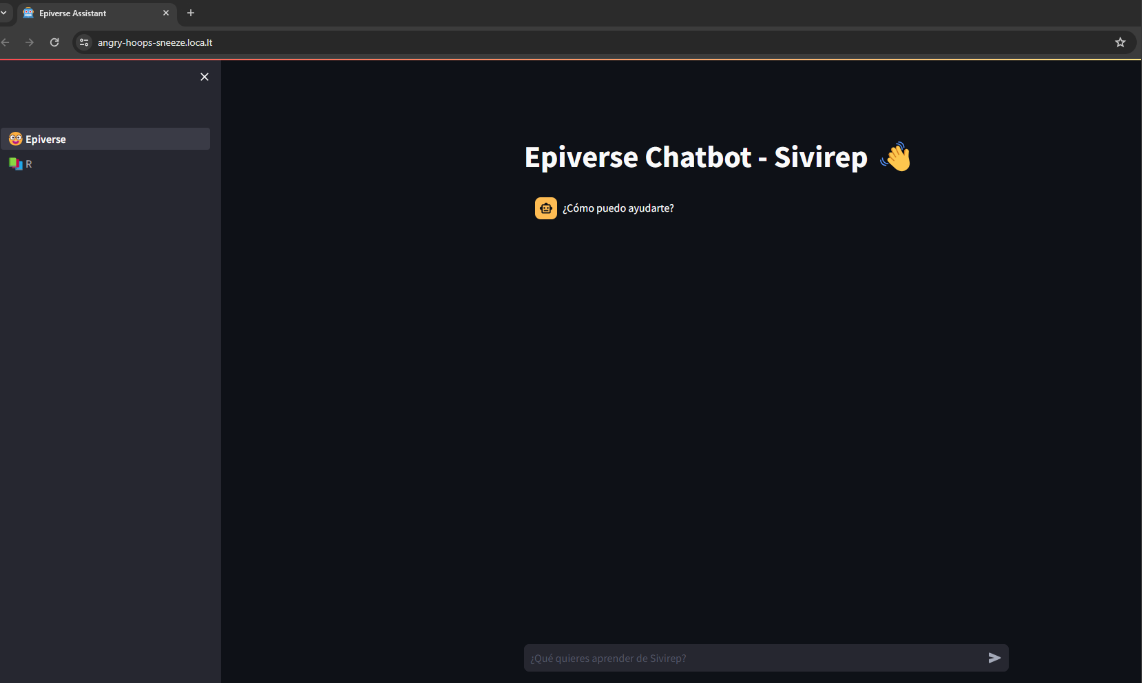 Epiverse Assistant
angry-hoops-sneeze.loca.lt
Epiverse
R
Epiverse Chatbot - Sivirep
¿Cómo puedo ayudarte?
¿Qué quieres aprender de Sivirep?